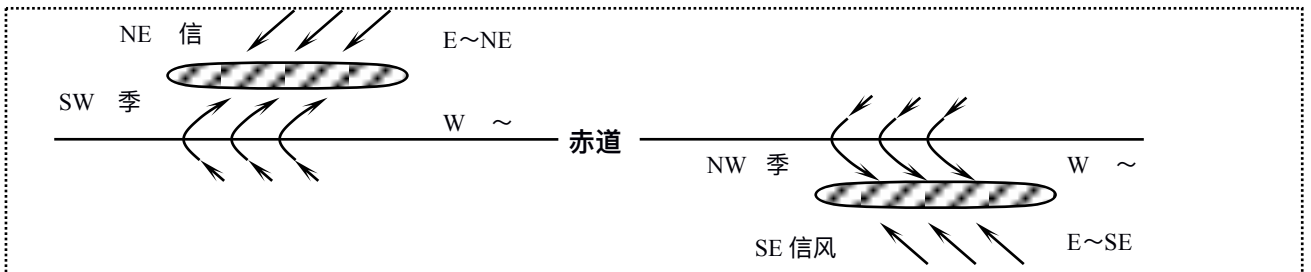 NE 信
E～NE
SW 季
W ～
赤道
NW 季
W ～
SE 信风
E～SE